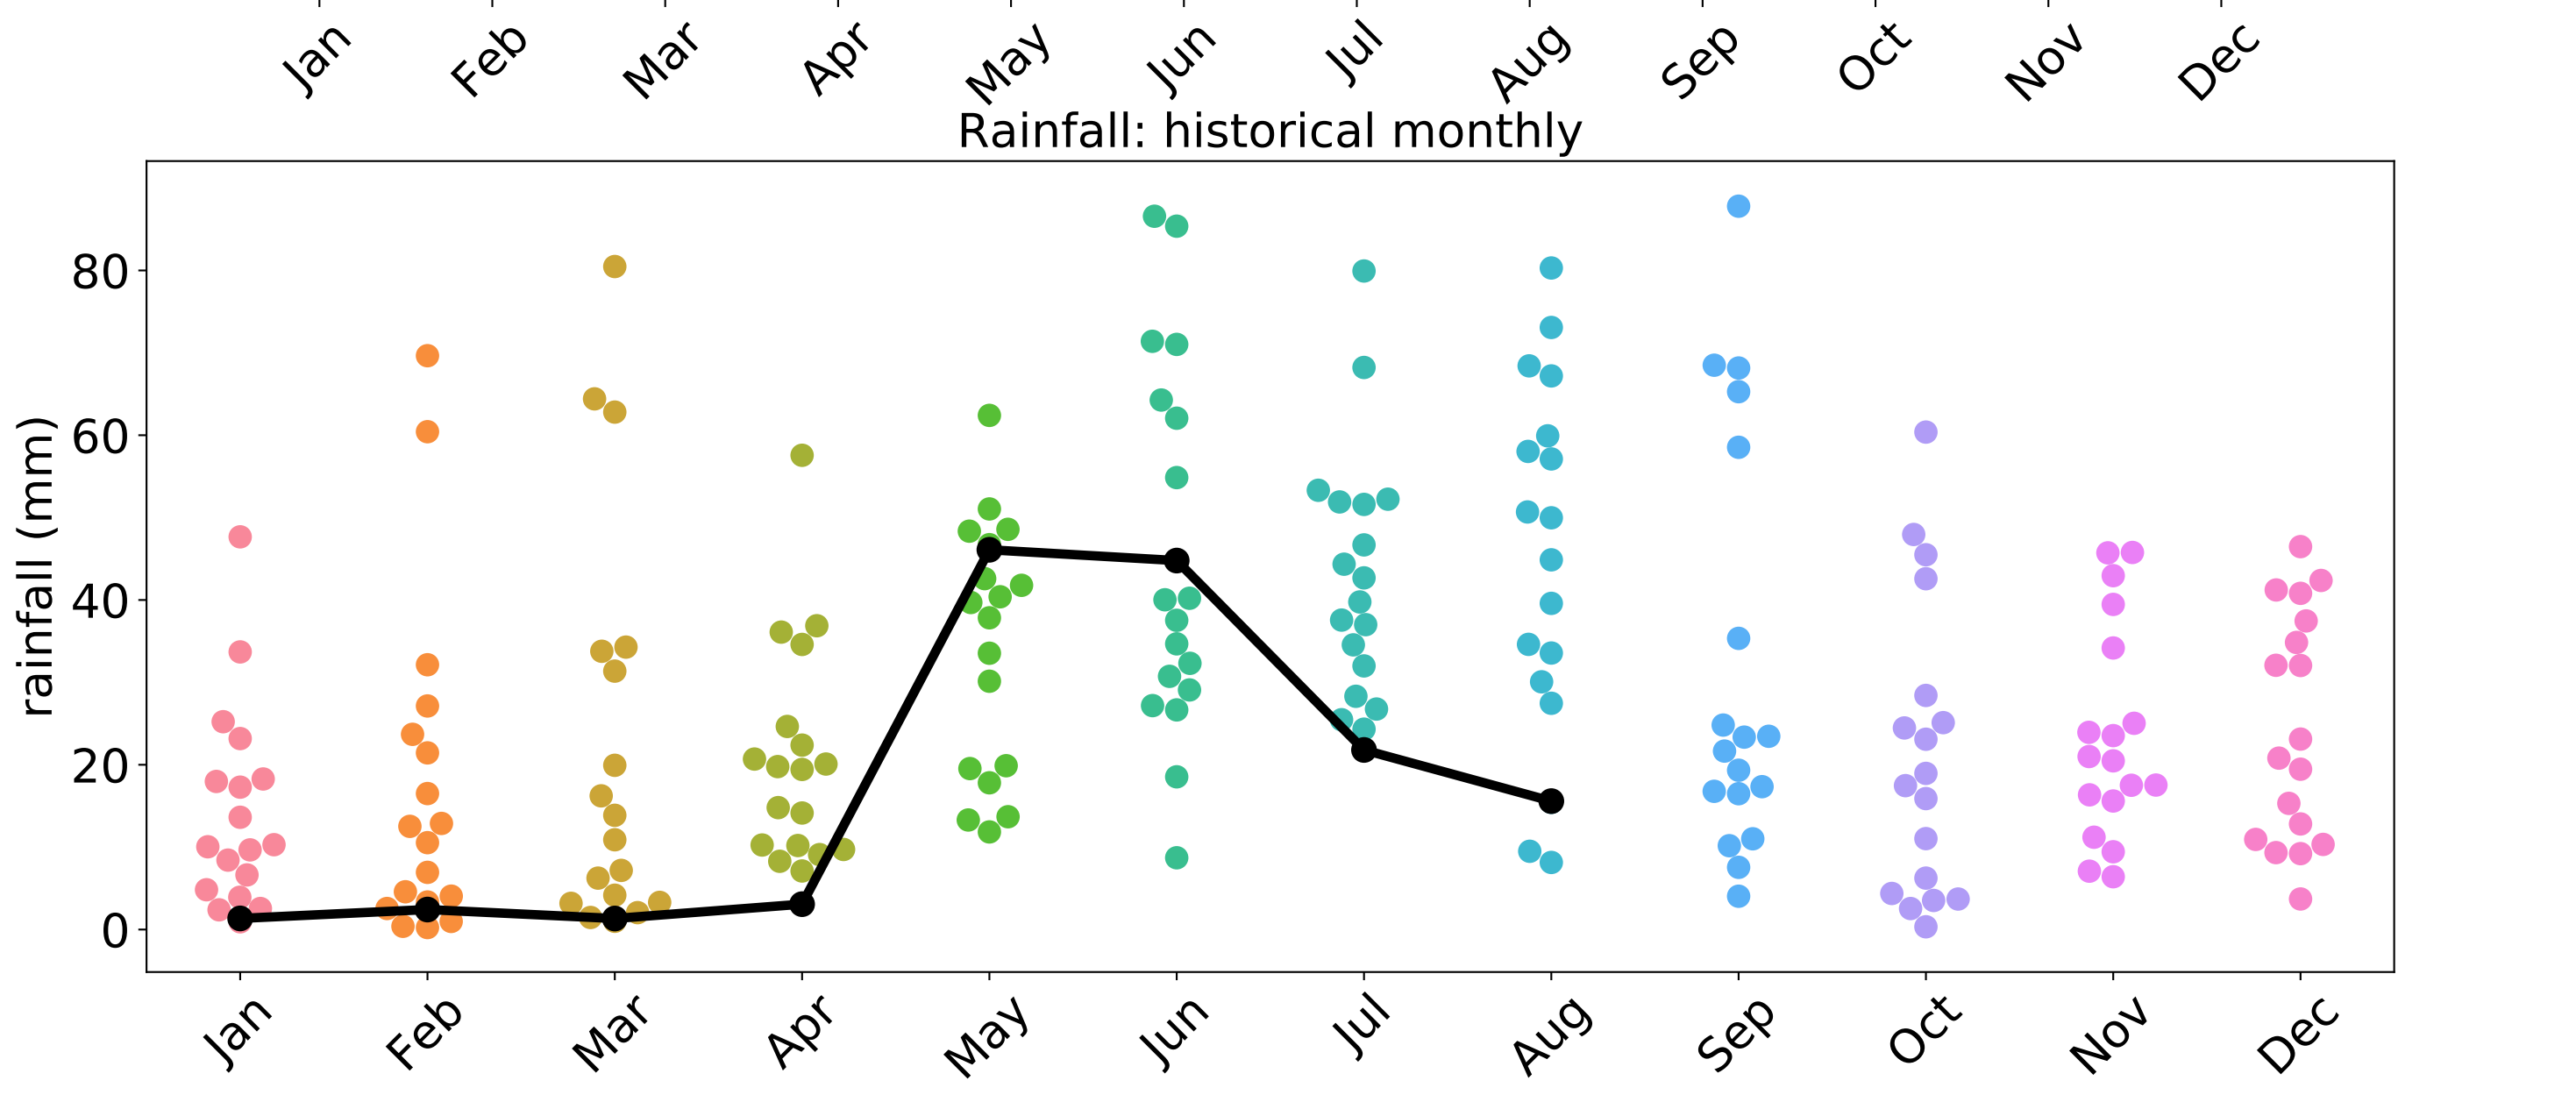 Jan Feb Mar Apr May Jun Jul Aug Sep Oct Nov Dec
Rainfall: historical monthly
rainfall (mm)
80
60
40
20
0
Jan Feb Mar Apr May Jun Jul Aug Sep Oct Nov Dec